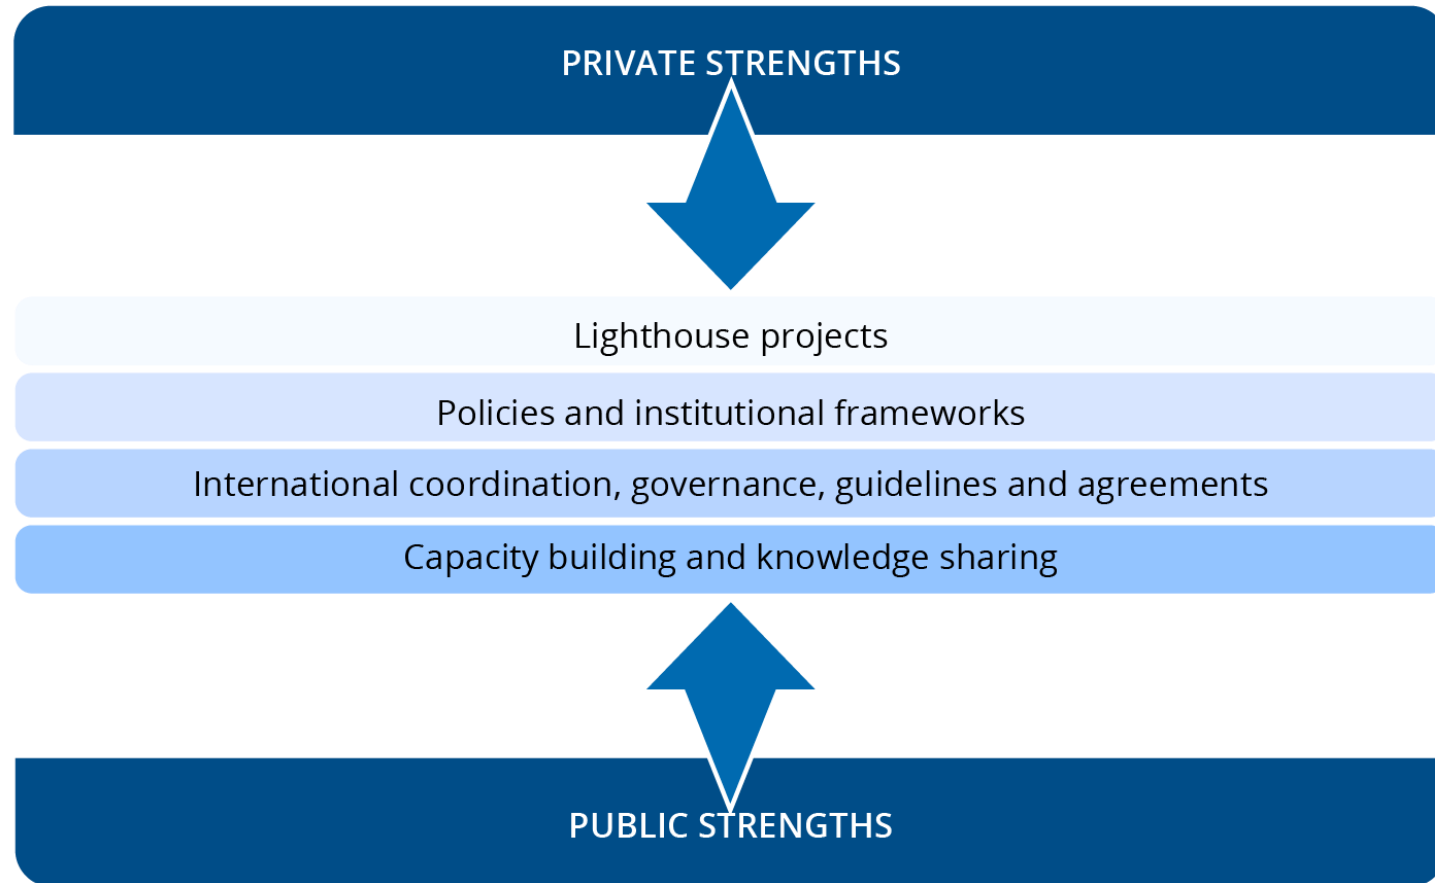 PRIVATE STRENGTHS
Lighthouse projects
Policies and institutional frameworks
International coordination, governance, guidelines and agreements
Capacity building and knowledge sharing
PUBLIC STRENGTHS